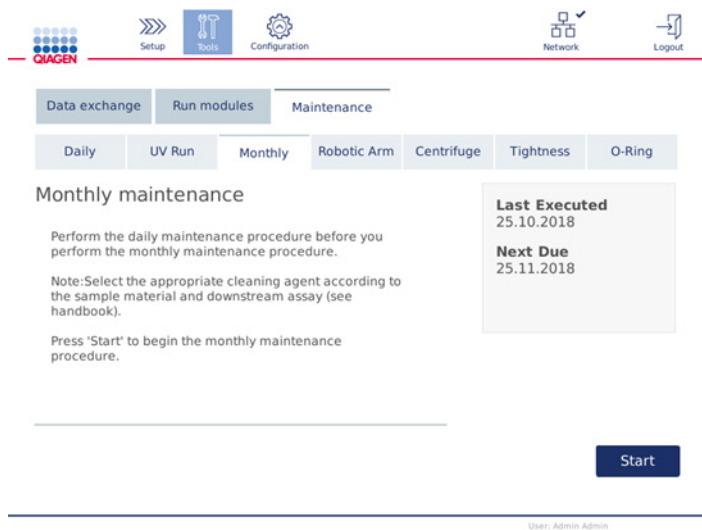 QIAGEN
Setup
Tools
Configuration
Network
Logout
Data exchange Run modules Maintenance
Daily UV Run Monthly Robotic Arm Centrifuge Tightness O-Ring
Monthly maintenance
Perform the daily maintenance procedure before you
perform the monthly maintenance procedure.
Note:Select the appropriate cleaning agent according to
the sample material and downstream assay (see
handbook).
Press 'Start' to begin the monthly maintenance
procedure.
Last Executed
25.10.2018
Next Due
25.11.2018
Start
User: Admin Admin